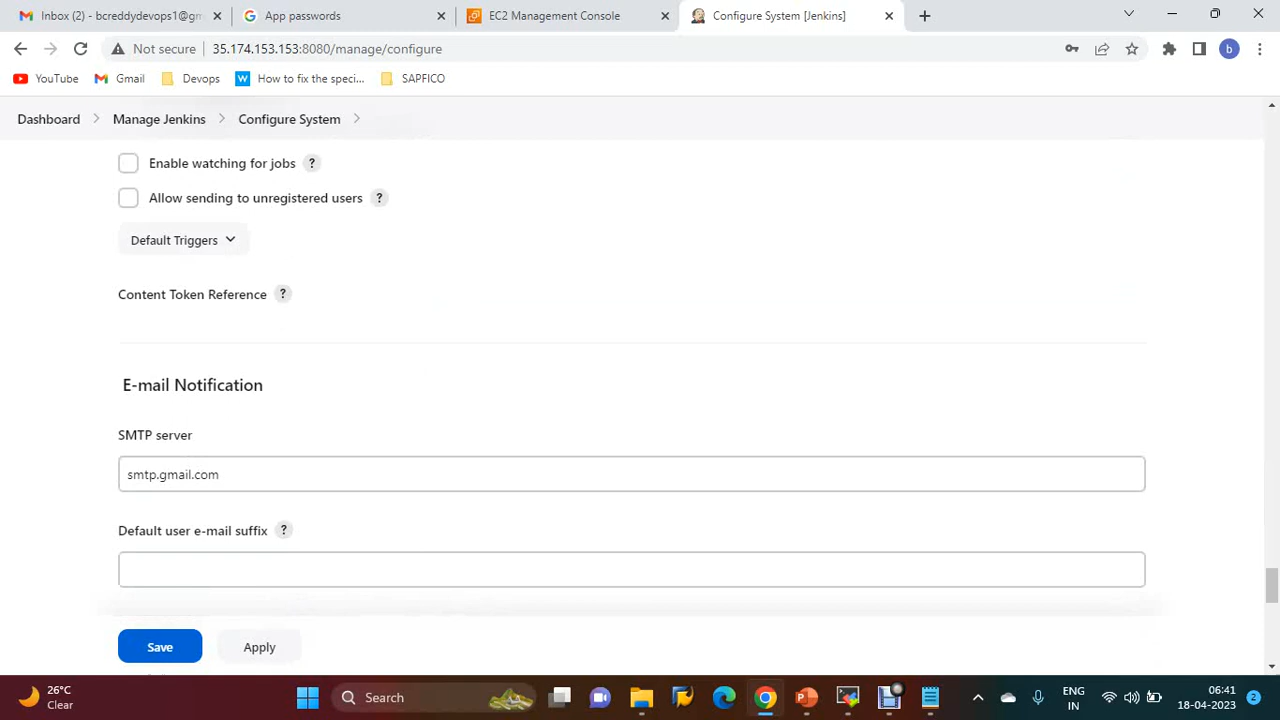 Inbox (2) - bcreddydevops1@gm
App passwords
EC2 Management Console
Configure System [Jenkins]
Not secure
35.174.153.153:8080/manage/configure
b
YouTube
Gmail
Devops
How to fix the speci...
SAPFICO
Dashboard
Manage Jenkins
Configure System
Enable watching for jobs ?
Allow sending to unregistered users ?
Default Triggers
Content Token Reference ?
E-mail Notification
SMTP server
smtp.gmail.com
Default user e-mail suffix ?
Save
Apply
26°C
Clear
Search
ENG
IN
06:41
18-04-2023
2